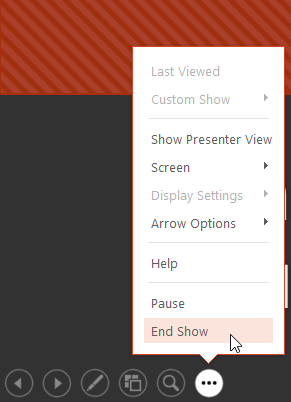 Last Viewed
Custom Show
Show Presenter View
Screen
Display Settings
Arrow Options
Help
Pause
End Show